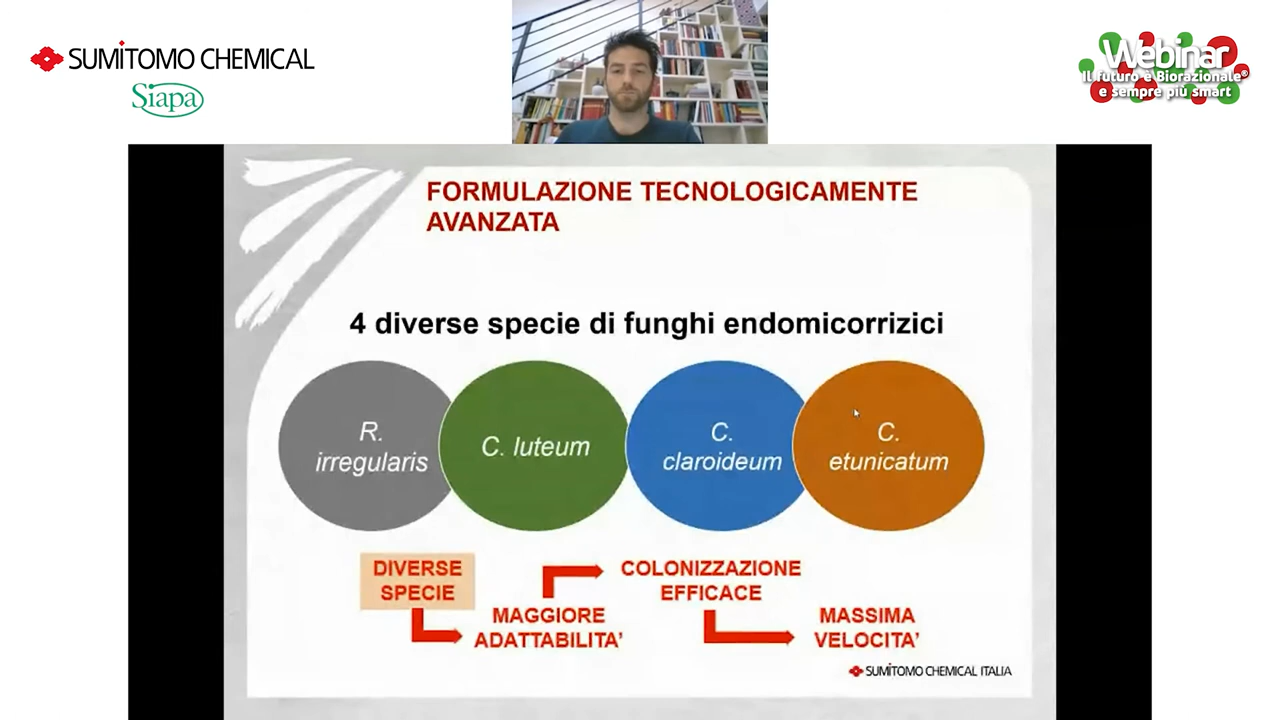 SUMITOMO CHEMICAL
Siapa
Webinar
Il futuro è Biorazionale®
e sempre più smart
FORMULAZIONE TECNOLOGICAMENTE
AVANZATA
4 diverse specie di funghi endomicorrizici
R.
irregularis
C. luteum
C.
claroideum
C.
etunicatum
DIVERSE
SPECIE
MAGGIORE
ADATTABILITA'
COLONIZZAZIONE
EFFICACE
MASSIMA
VELOCITA'
SUMITOMO CHEMICAL ITALIA